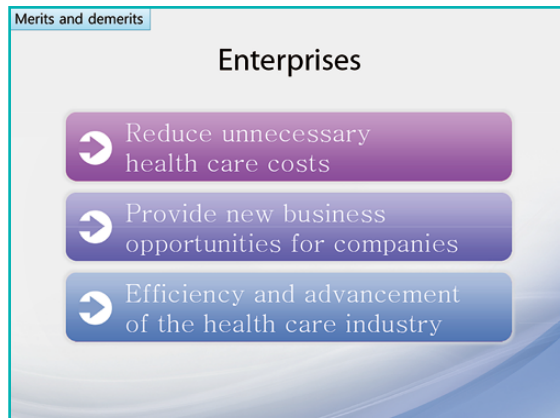 Merits and demerits
Enterprises
Reduce unnecessary
health care costs
Provide new business
opportunities for companies
Efficiency and advancement
of the health care industry